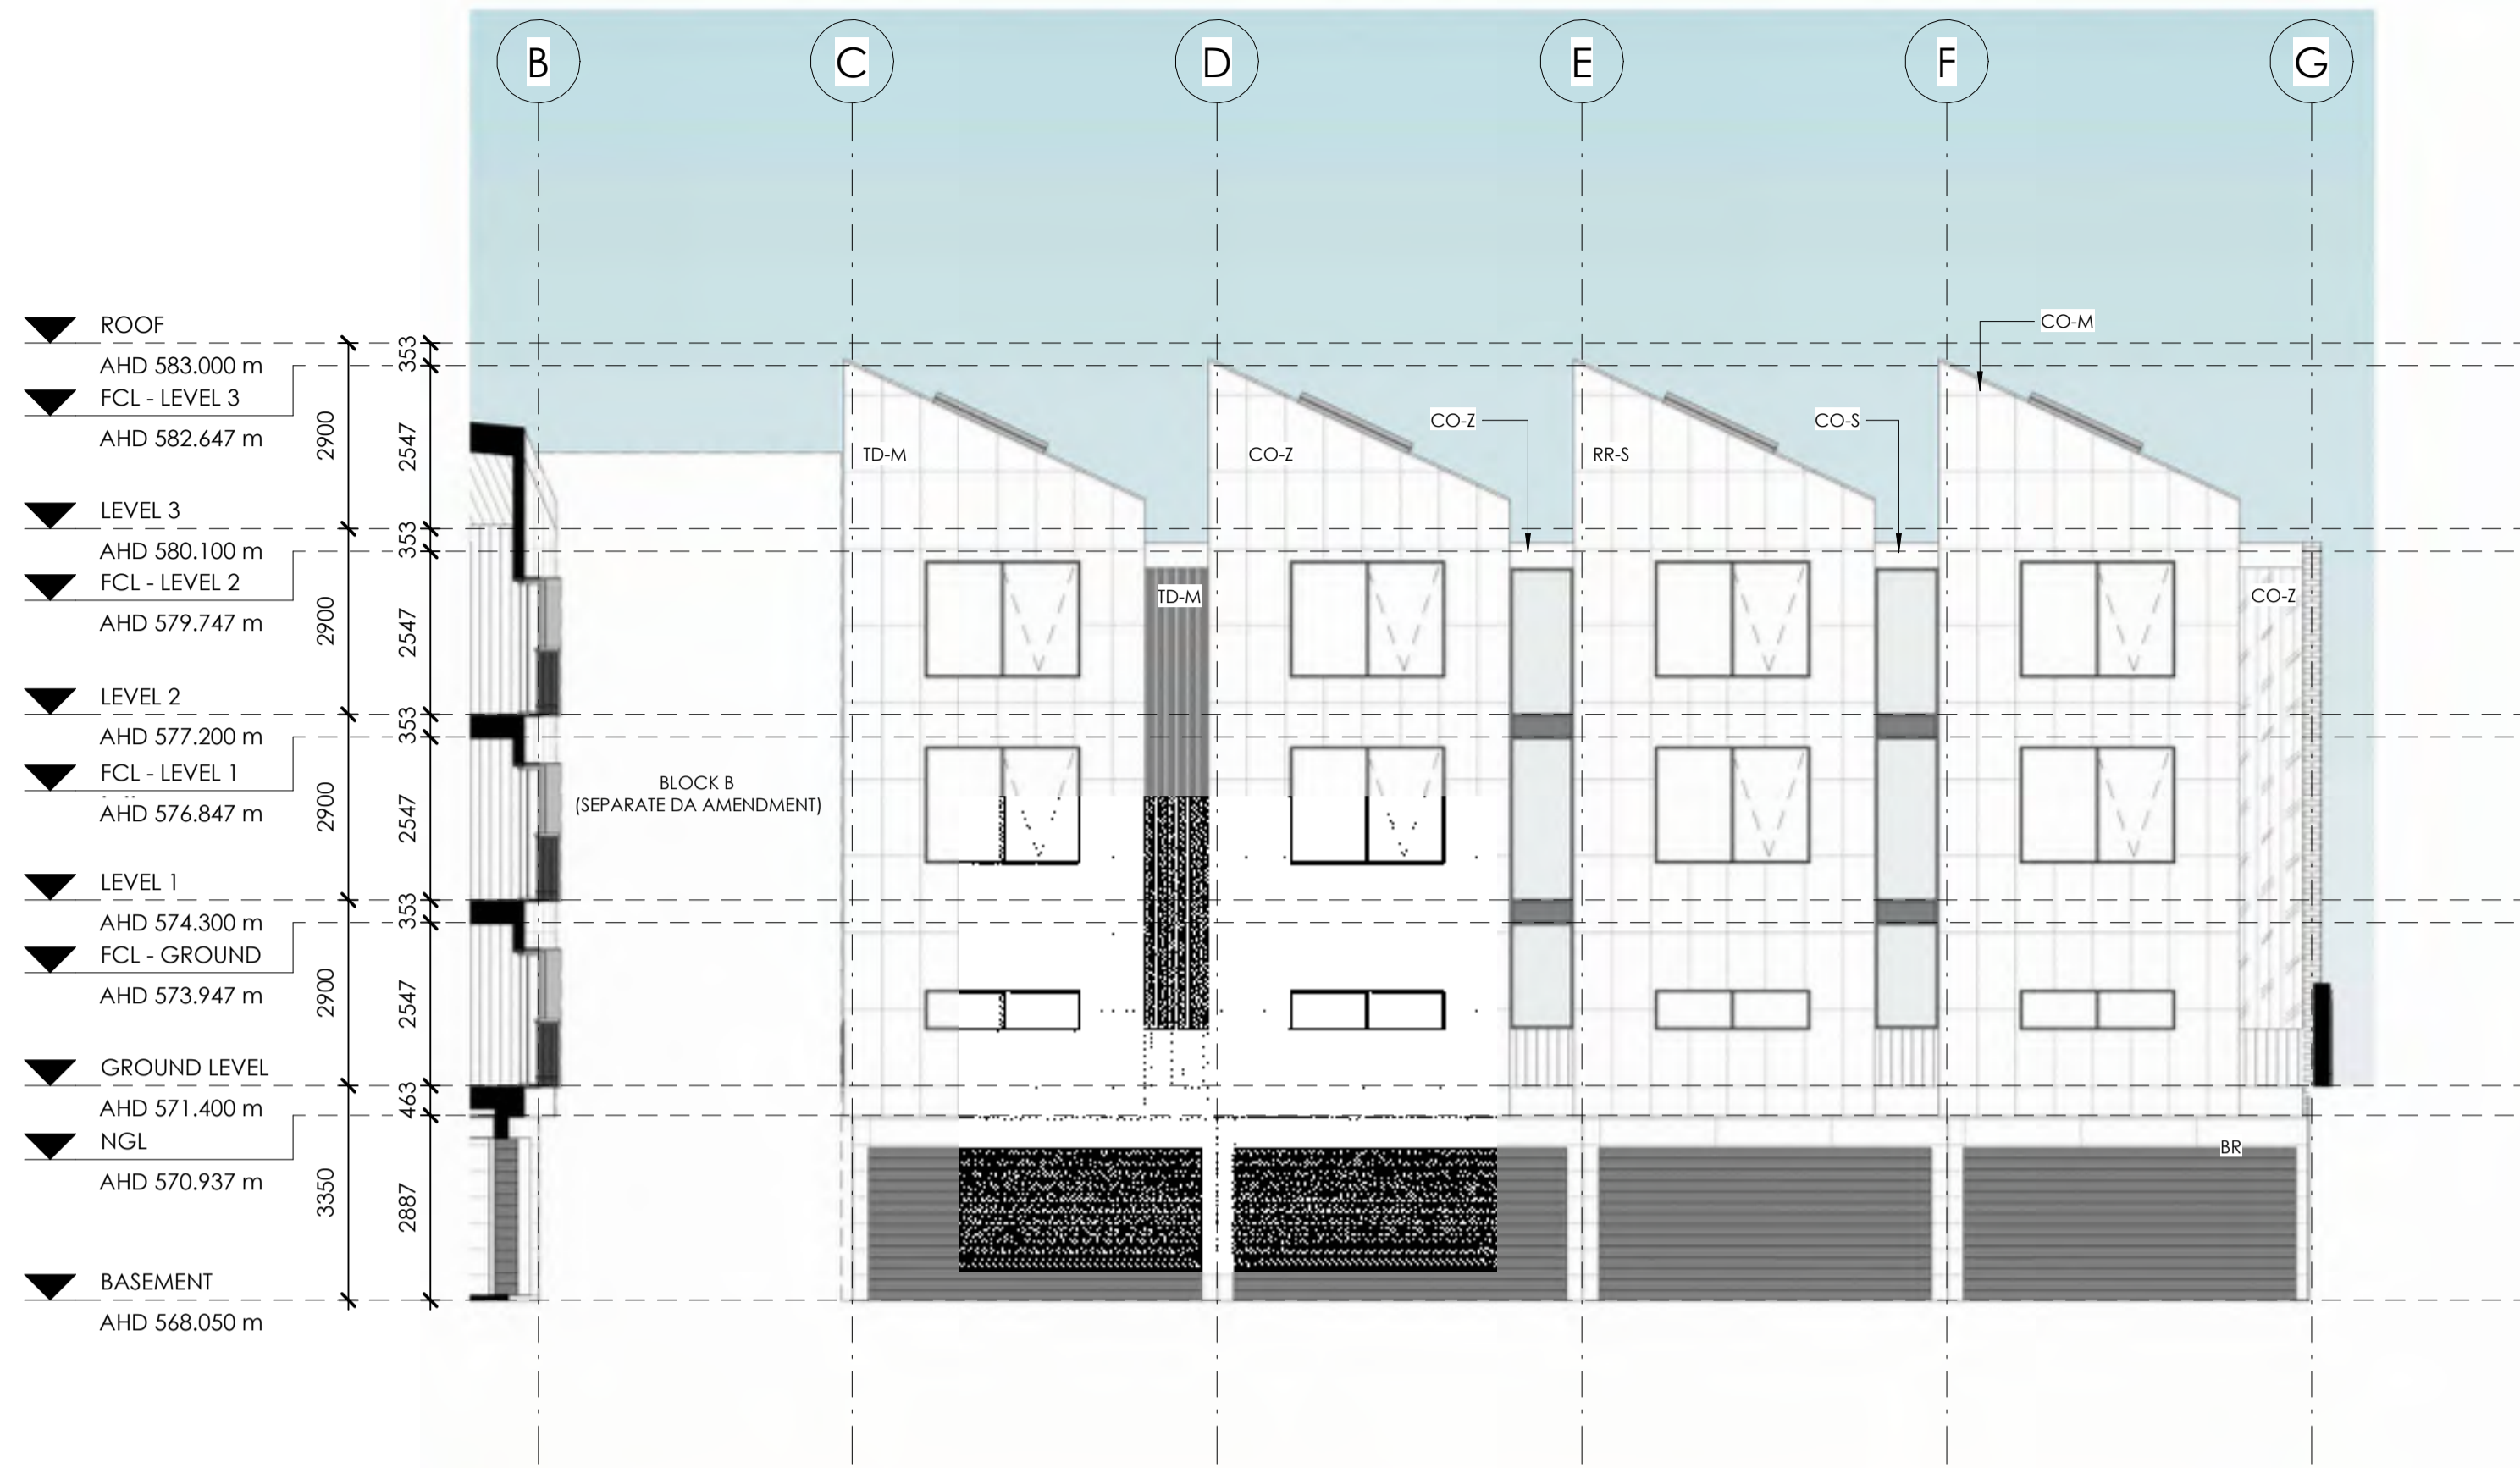 B
C
D
E
F
G
ROOF
AHD 583.000 m
FCL - LEVEL 3
AHD 582.647 m
LEVEL 3
AHD 580.100 m
FCL - LEVEL 2
AHD 579.747 m
LEVEL 2
AHD 577.200 m
FCL - LEVEL 1
AHD 576.847 m
LEVEL 1
AHD 574.300 m
FCL - GROUND
AHD 573.947 m
GROUND LEVEL
AHD 571.400 m
NGL
AHD 570.937 m
BASEMENT
AHD 568.050 m
2900
2900
2900
2900
3350
353
2547
353
2547
353
2547
353
2547
463
2887
CO-M
CO-Z
CO-S
TD-M
CO-Z
RR-S
TD-M
CO-Z
BLOCK B
(SEPARATE DA AMENDMENT)
BR